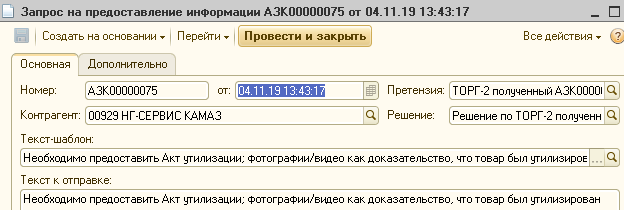 Запрос на предоставление информации АЗК00000075 от 04.11.19 13:43:17
Создать на основании Перейти Провести и закрыть Все действия
Основная Дополнительно
Номер: АЗК00000075 от: 04.11.19 13:43:17 Претензия: ТОРГ-2 полученный АЗК0000
Контрагент: 00929 НГ-СЕРВИС КАМАЗ Решение: Решение по ТОРГ-2 полученн
Текст-шаблон:
Необходимо предоставить Акт утилизации; фотографии/видео как доказательство, что товар был утилизиров ...
Текст к отправке:
Необходимо предоставить Акт утилизации; фотографии/видео как доказательство, что товар был утилизирован